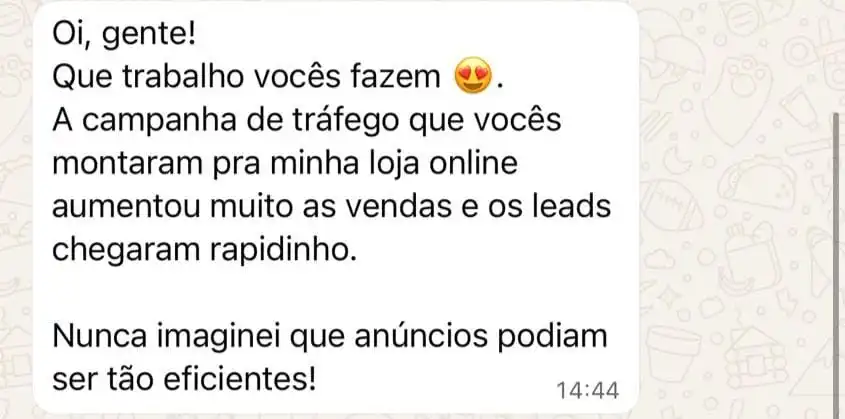 Oi, gente!
Que trabalho vocês fazem 😍.
A campanha de tráfego que vocês
montaram pra minha loja online
aumentou muito as vendas e os leads
chegaram rapidinho.
Nunca imaginei que anúncios podiam
ser tão eficientes!
14:44